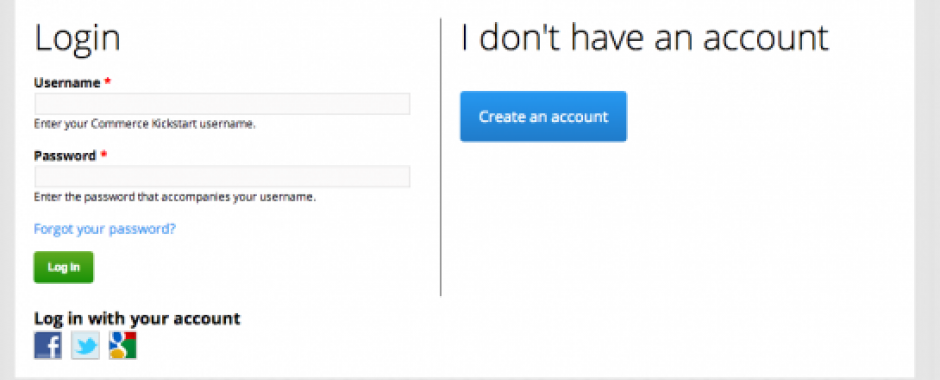 Login
Username *
Enter your Commerce Kickstart username.
Password *
Enter the password that accompanies your username.
Forgot your password?
Log in
Log in with your account
I don't have an account
Create an account